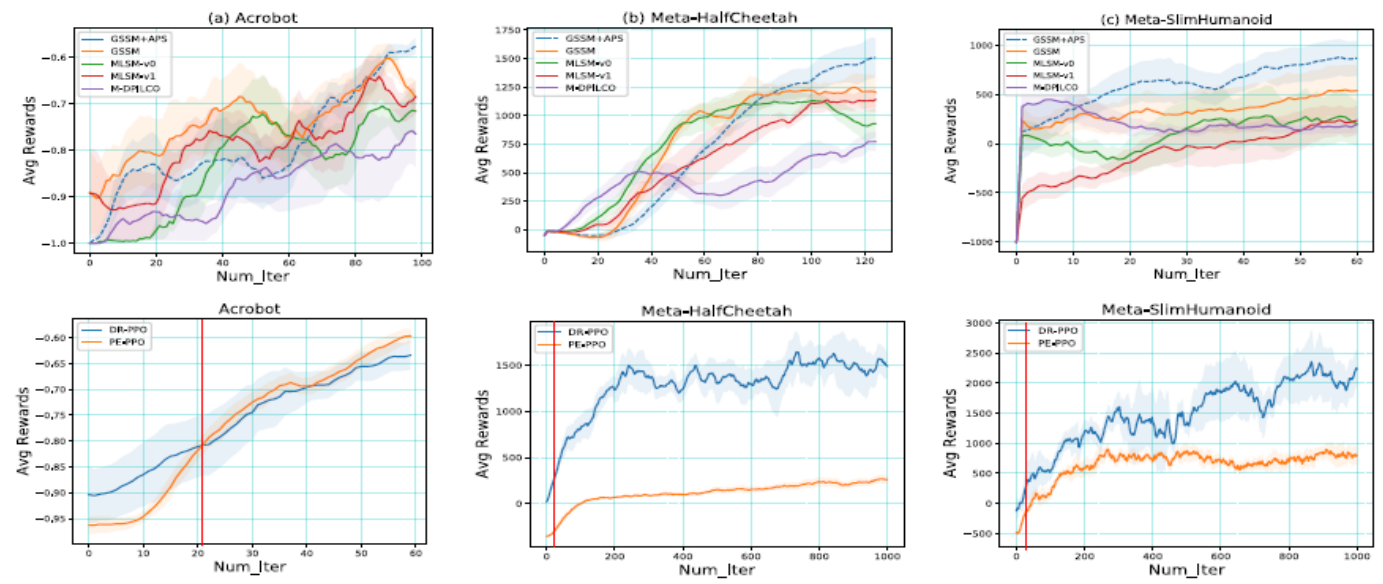 (a) Acrobot
GSSM+APS
GSSM
MLSM-v0
MLSM-v1
M-DPILCO
−0.6
−0.7
−0.8
−0.9
−1.0
Avg Rewards
0 20 40 60 80 100
Num_Iter
(b) Meta-HalfCheetah
GSSM+APS
GSSM
MLSM-v0
MLSM-v1
M-DPILCO
1750
1500
1250
1000
750
500
250
0
Avg Rewards
0 20 40 60 80 100 120
Num_Iter
(c) Meta-SlimHumanoid
GSSM+APS
GSSM
MLSM-v0
MLSM-v1
M-DPILCO
1000
500
0
−500
−1000
Avg Rewards
0 10 20 30 40 50 60
Num_Iter
Acrobot
DR-PPO
PE-PPO
−0.60
−0.65
−0.70
−0.75
−0.80
−0.85
−0.90
−0.95
Avg Rewards
0 10 20 30 40 50 60
Num_Iter
Meta-HalfCheetah
DR-PPO
PE-PPO
1500
1000
500
0
Avg Rewards
0 200 400 600 800 1000
Num_Iter
Meta-SlimHumanoid
DR-PPO
PE-PPO
3000
2500
2000
1500
1000
500
0
−500
Avg Rewards
0 200 400 600 800 1000
Num_Iter